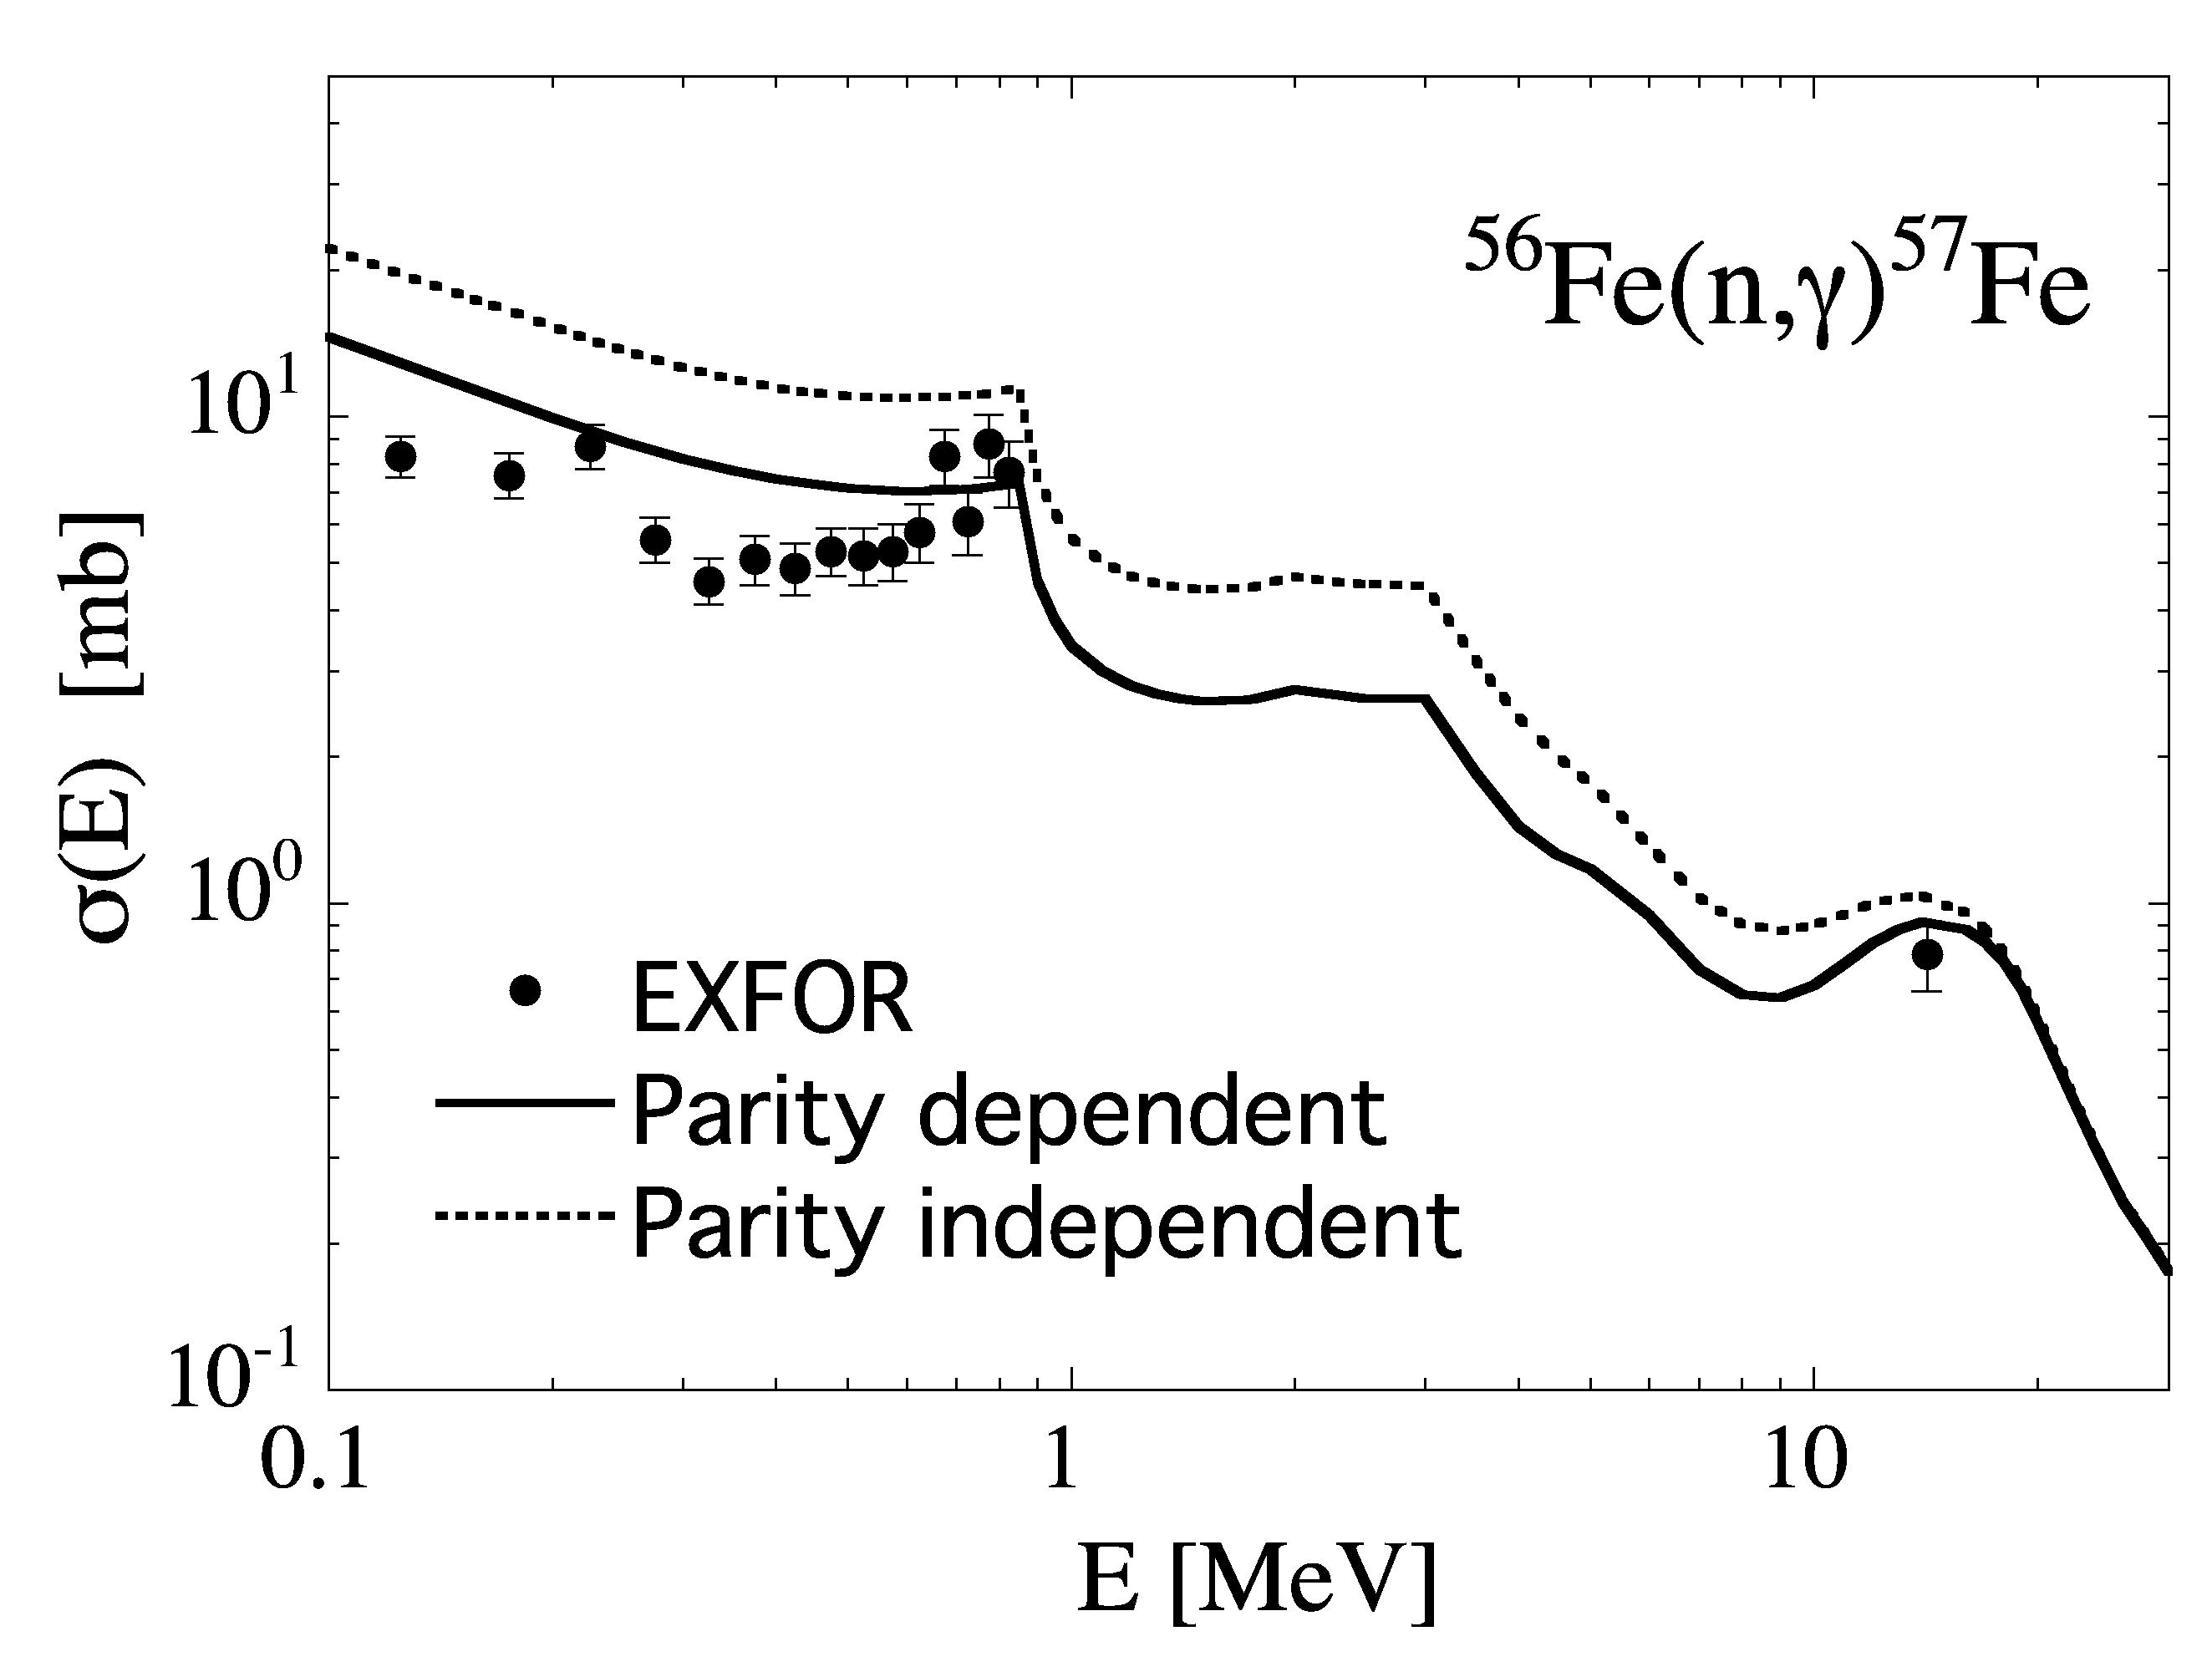 ⁵⁶Fe(n,γ)⁵⁷Fe
σ(E) [mb]
10¹
10⁰
10⁻¹
EXFOR
Parity dependent
Parity independent
0.1 1 10
E [MeV]